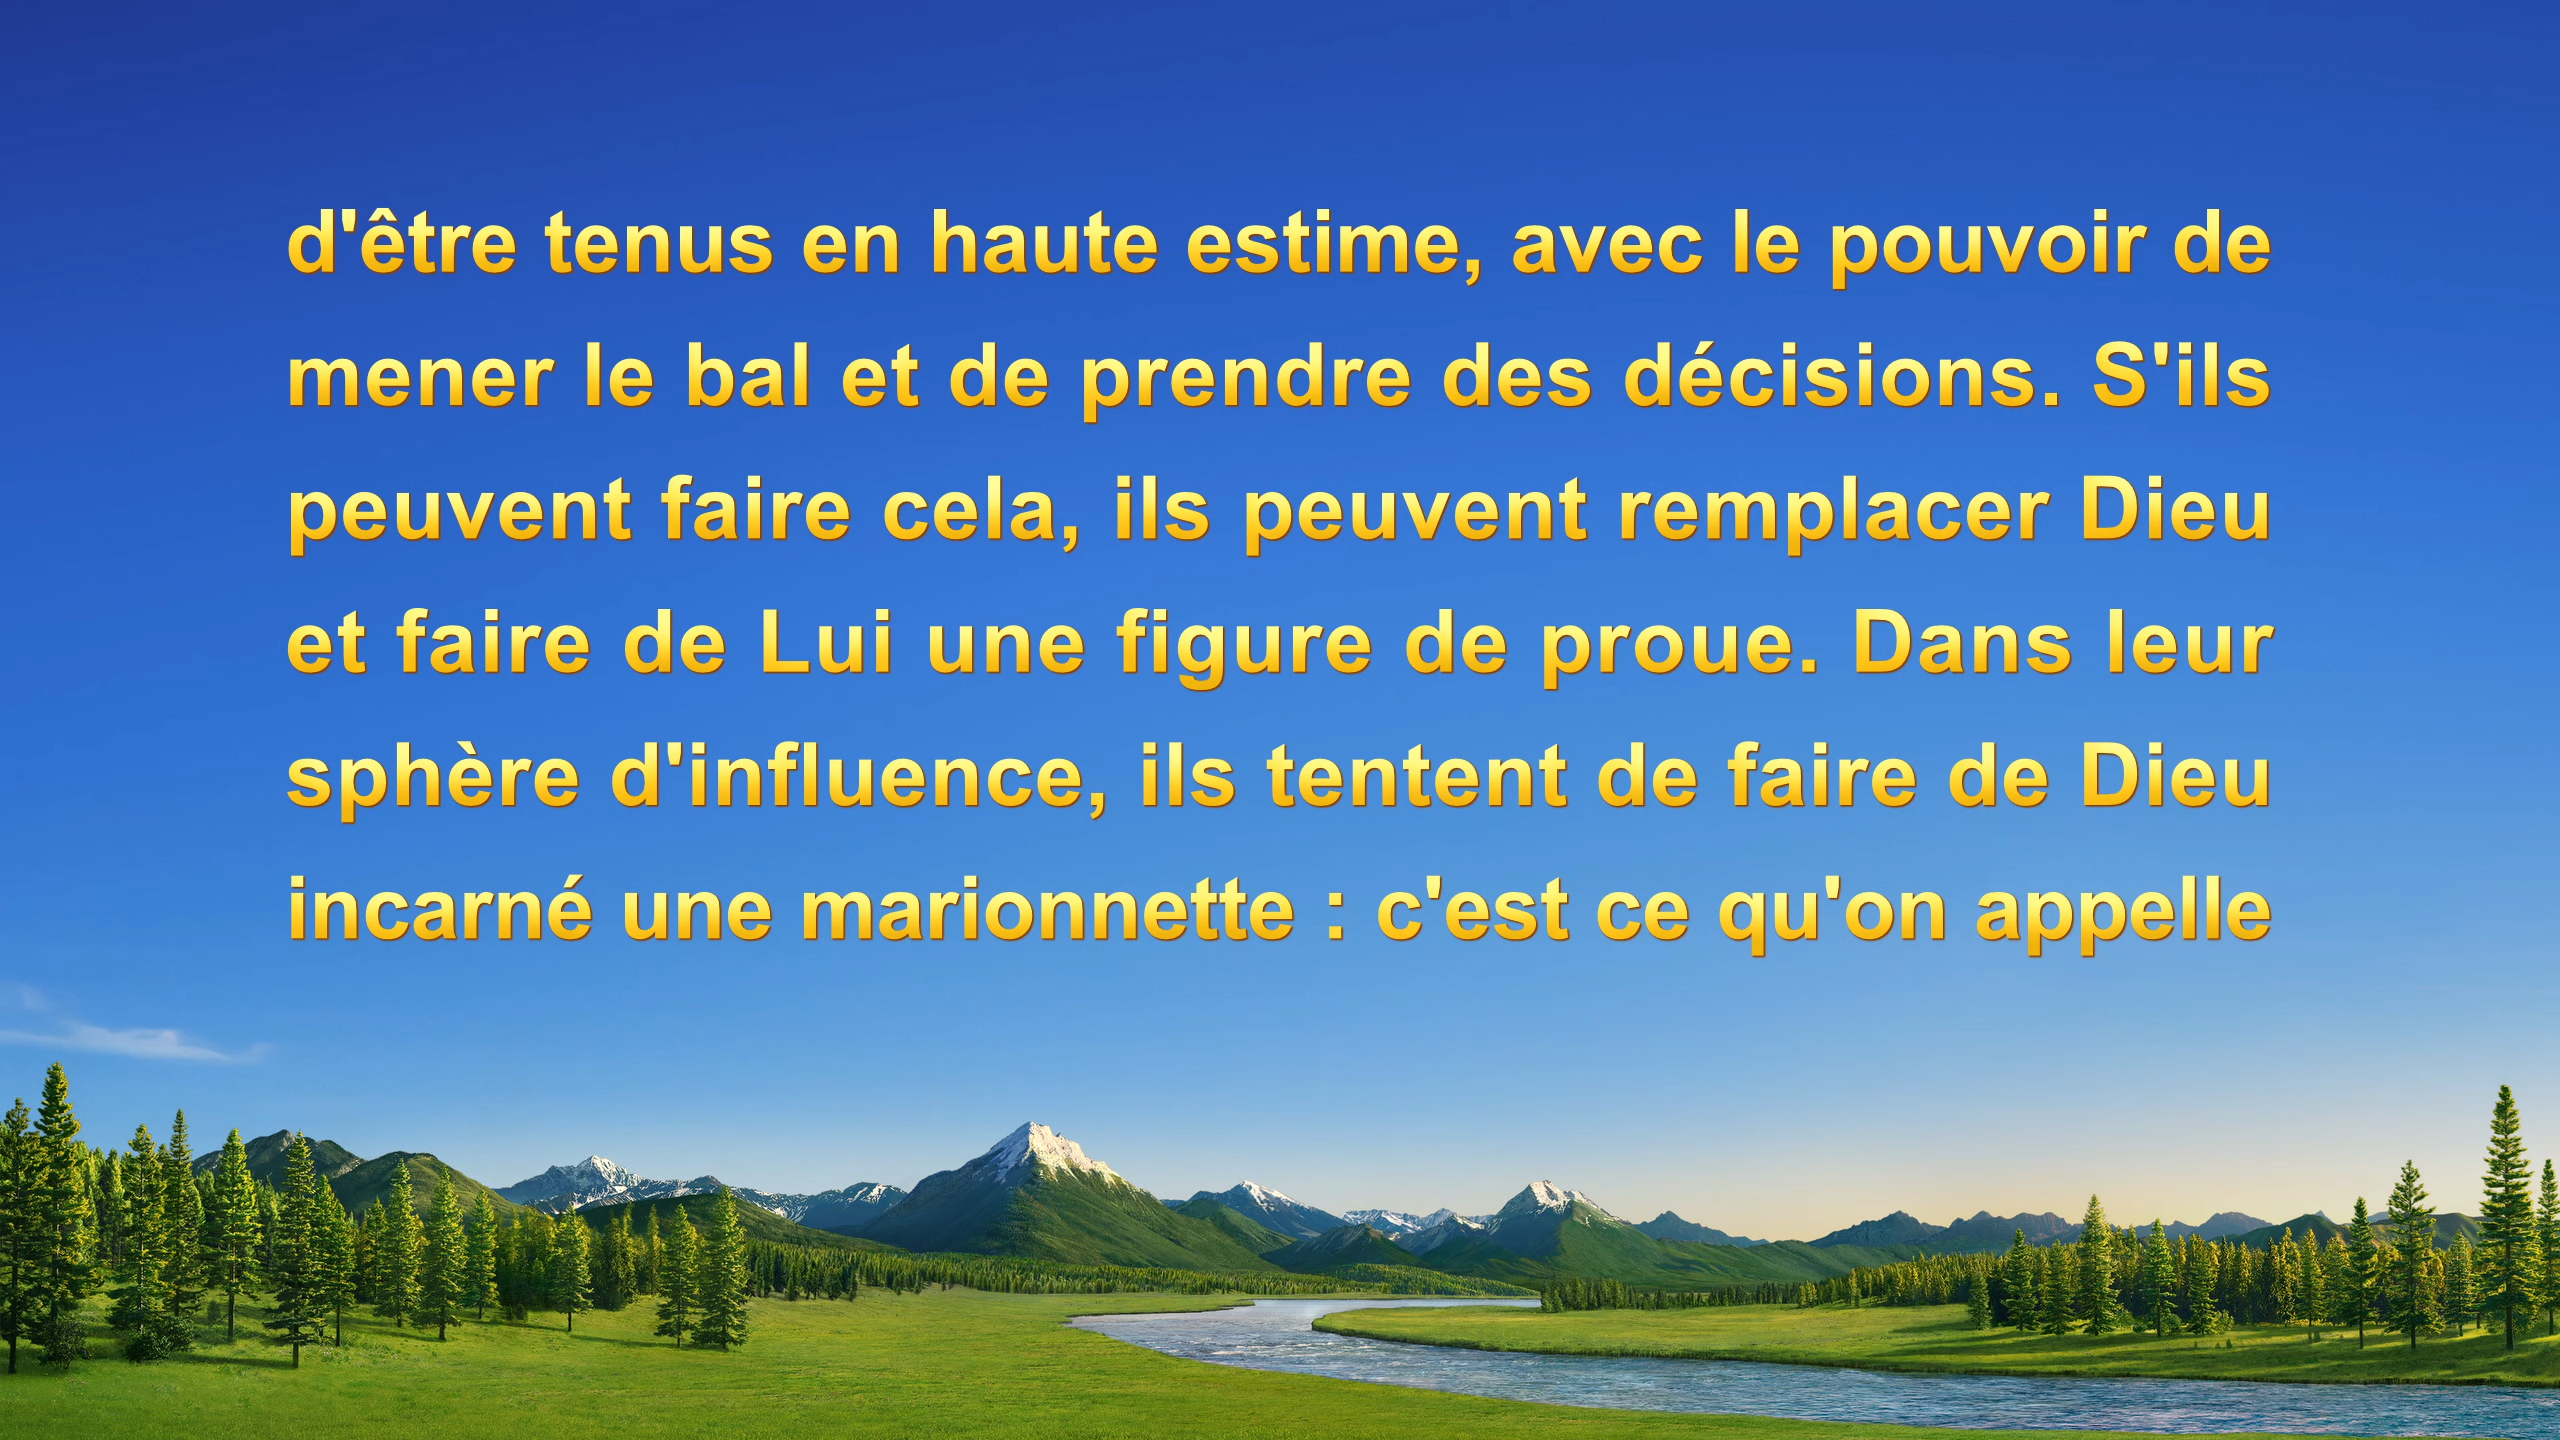 d'être tenus en haute estime, avec le pouvoir de
mener le bal et de prendre des décisions. S'ils
peuvent faire cela, ils peuvent remplacer Dieu
et faire de Lui une figure de proue. Dans leur
sphère d'influence, ils tentent de faire de Dieu
incarné une marionnette : c'est ce qu'on appelle